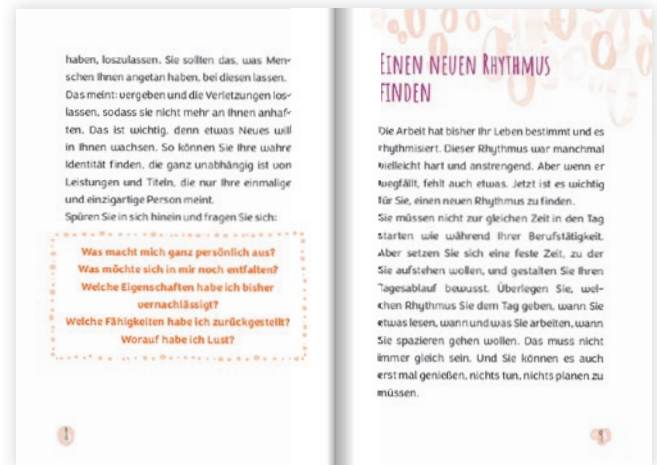 haben, loszulassen. Sie sollten das, was Men-
schen Ihnen angetan haben, bei diesen lassen.
Das meint: vergeben und die Verletzungen los-
lassen, sodass sie nicht mehr an Ihnen anhaf-
ten. Das ist wichtig, denn etwas Neues will
in Ihnen wachsen. So können Sie Ihre wahre
Identität finden, die ganz unabhängig ist von
Leistungen und Titeln, die nur Ihre einmalige
und einzigartige Person meint.
Spüren Sie in sich hinein und fragen Sie sich:
Was macht mich ganz persönlich aus?
Was möchte sich in mir noch entfalten?
Welche Eigenschaften habe ich bisher
vernachlässigt?
Welche Fähigkeiten habe ich zurückgestellt?
Worauf habe ich Lust?
8
EINEN NEUEN RHYTHMUS
FINDEN
Die Arbeit hat bisher Ihr Leben bestimmt und es
rhythmisiert. Dieser Rhythmus war manchmal
vielleicht hart und anstrengend. Aber wenn er
wegfällt, fehlt auch etwas. Jetzt ist es wichtig
für Sie, einen neuen Rhythmus zu finden.
Sie müssen nicht zur gleichen Zeit in den Tag
starten wie während Ihrer Berufstätigkeit.
Aber setzen Sie sich eine feste Zeit, zu der
Sie aufstehen wollen, und gestalten Sie Ihren
Tagesablauf bewusst. Überlegen Sie, wel-
chen Rhythmus Sie dem Tag geben, wann Sie
etwas lesen, wann und was Sie arbeiten, wann
Sie spazieren gehen wollen. Das muss nicht
immer gleich sein. Und Sie können es auch
erst mal genießen, nichts tun, nichts planen zu
müssen.
9